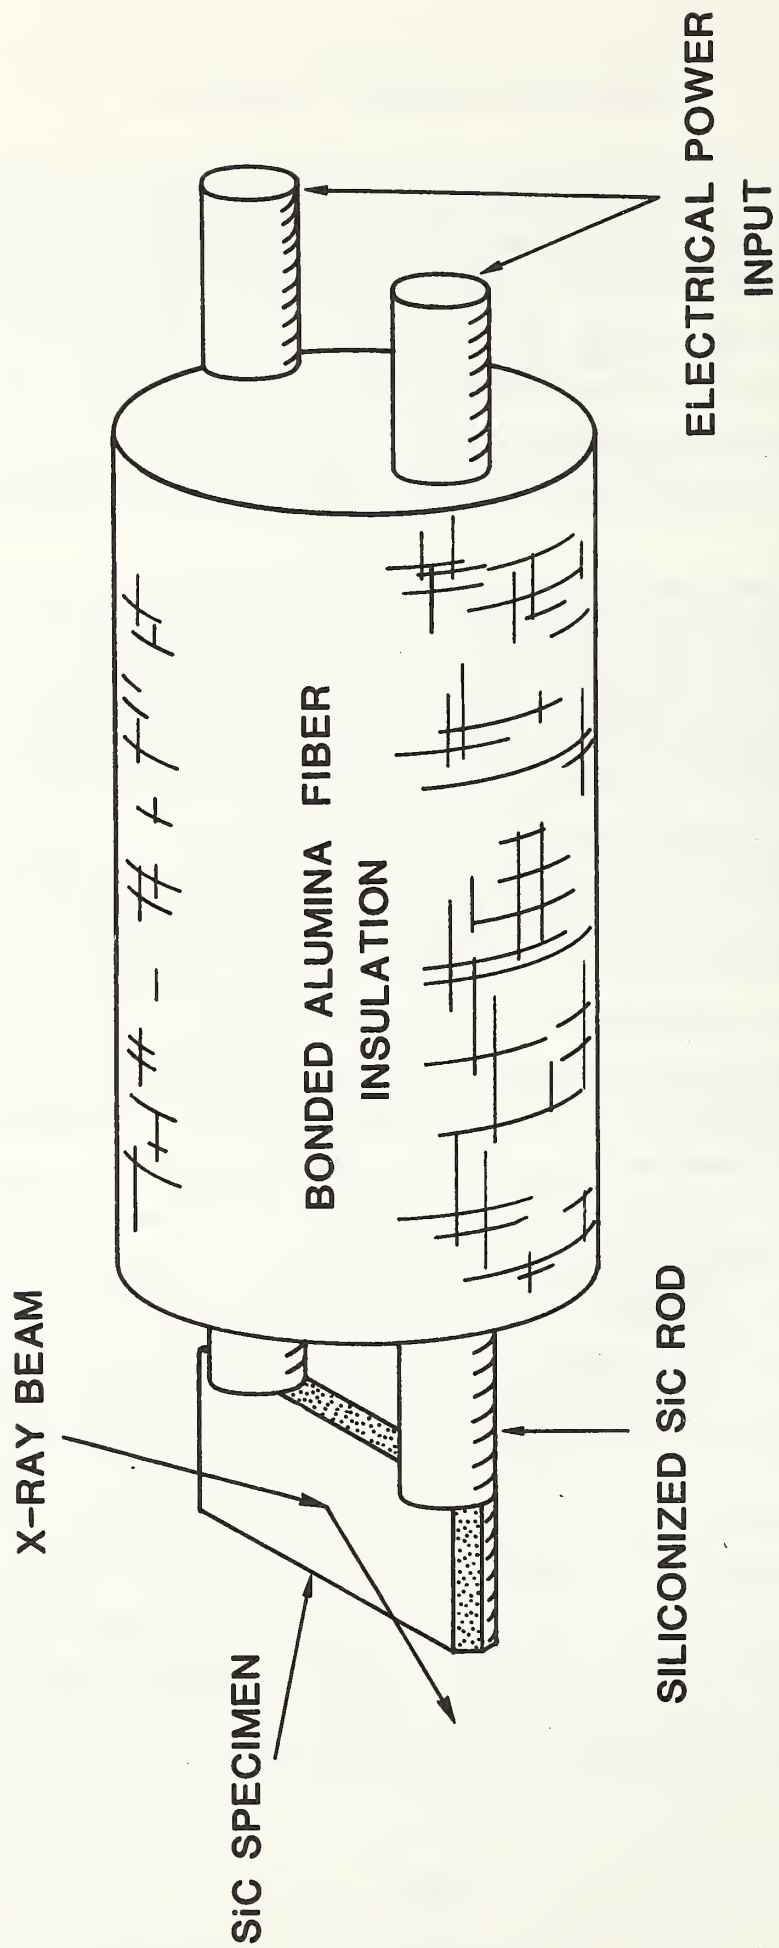 X-RAY BEAM
SiC SPECIMEN
BONDED ALUMINA FIBER
INSULATION
SILICONIZED SiC ROD
ELECTRICAL POWER
INPUT